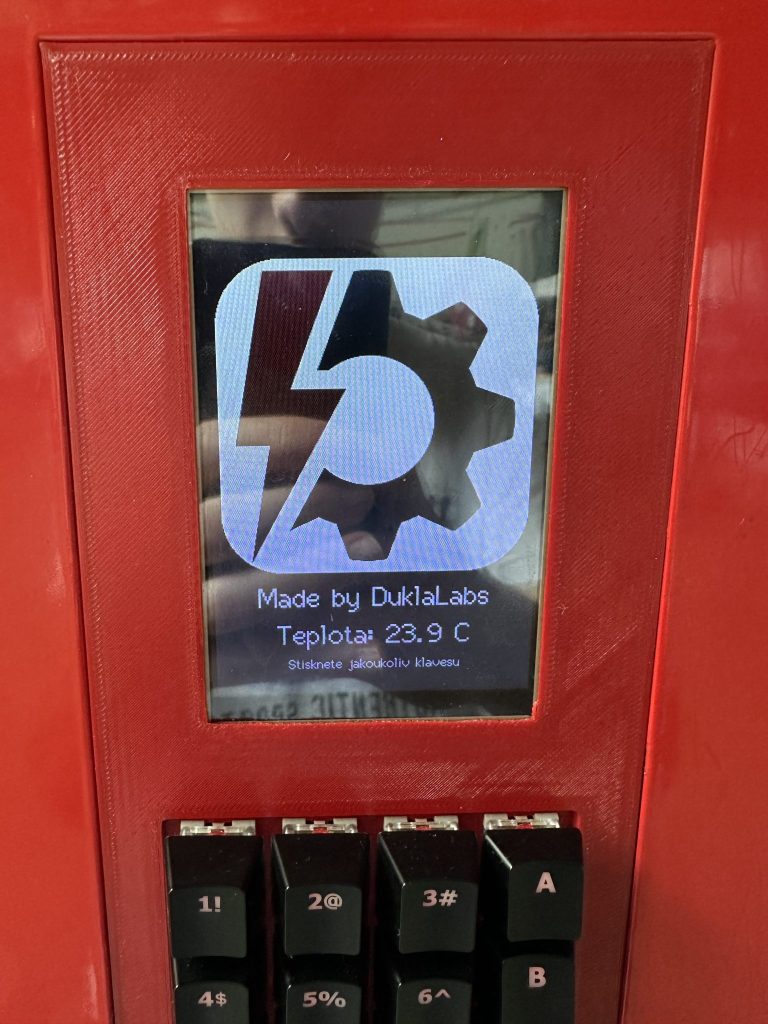 Made by DuklaLabs
Teplota: 23.9 C
Stisknete jakoukoliv klavesu
1! 2@ 3# A
4$ 5% 6^ B